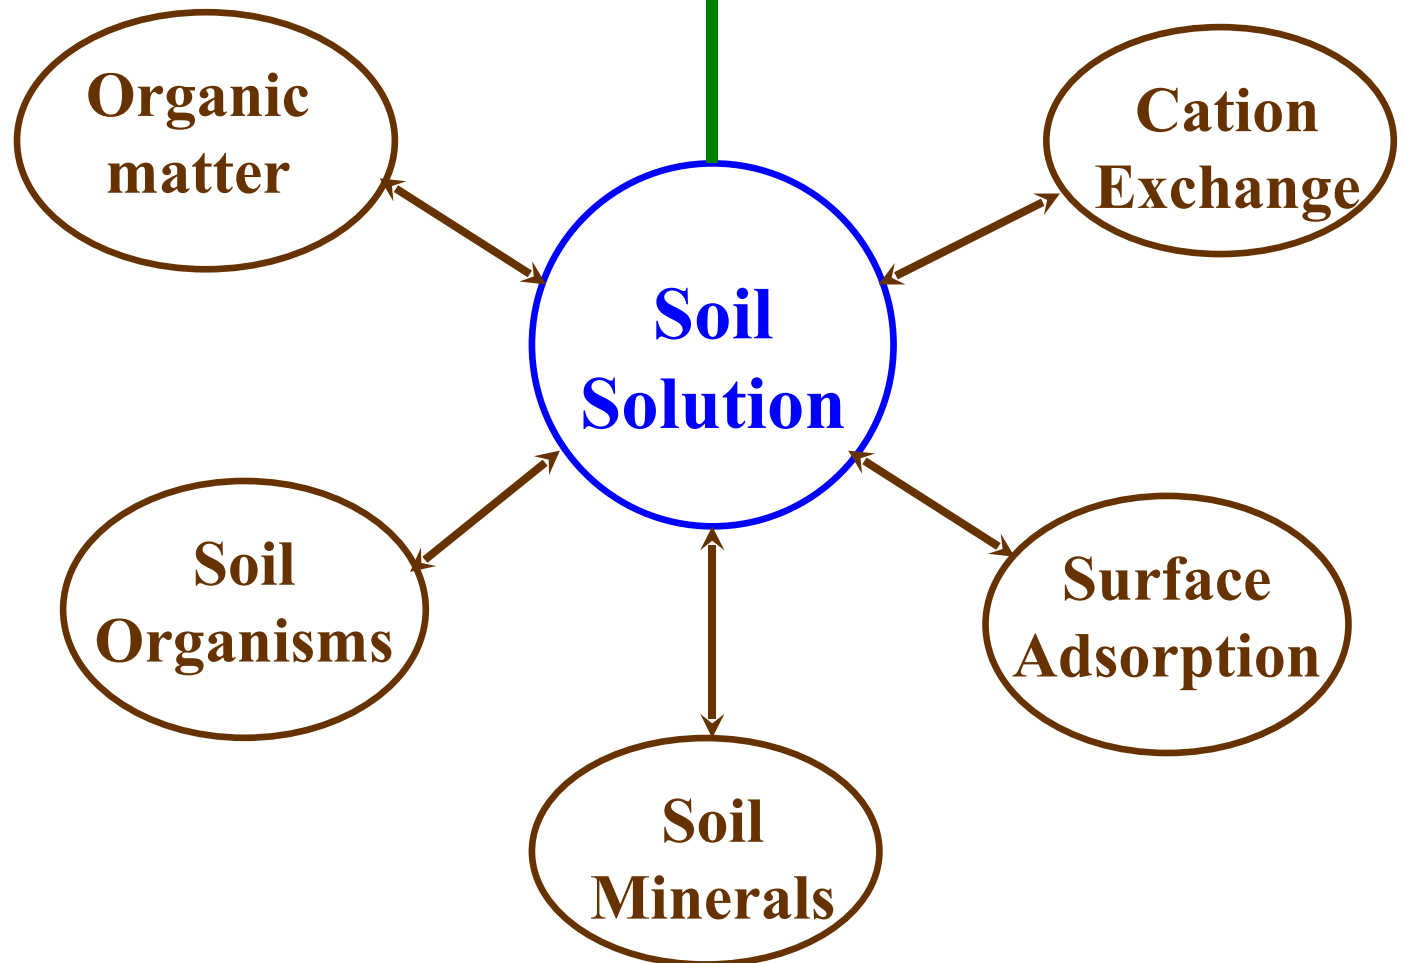 Organic
matter
Cation
Exchange
Soil
Solution
Soil
Organisms
Surface
Adsorption
Soil
Minerals